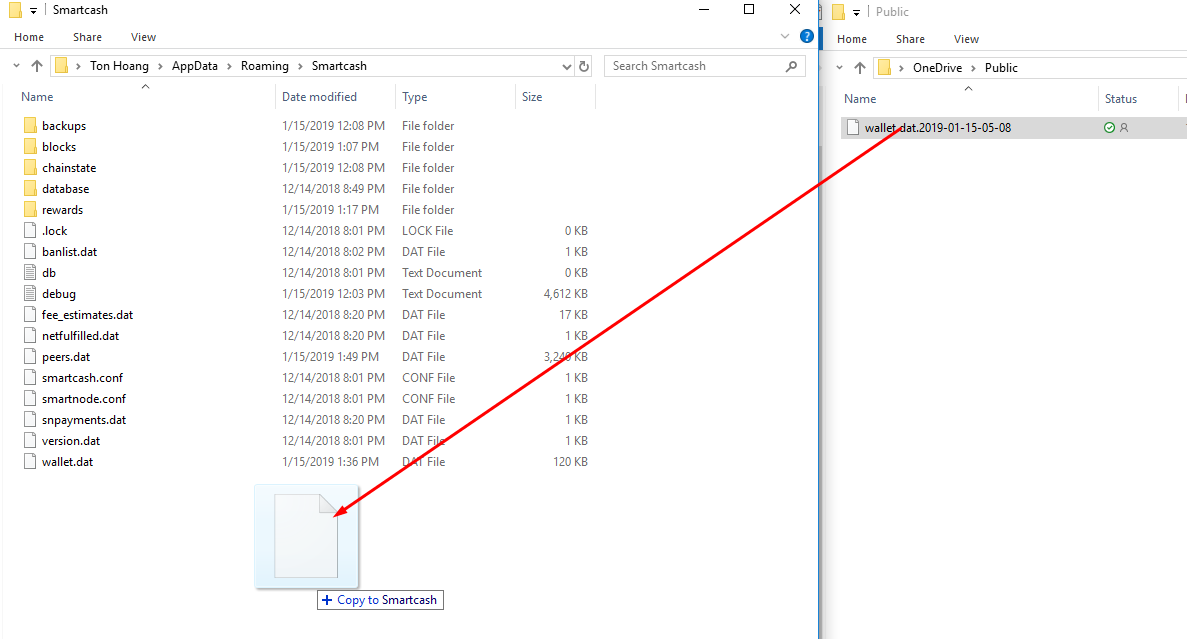 Smartcash
Home Share View
Ton Hoang AppData Roaming Smartcash
Search Smartcash
Name Date modified Type Size
backups 1/15/2019 12:08 PM File folder
blocks 1/15/2019 1:07 PM File folder
chainstate 1/15/2019 12:08 PM File folder
database 12/14/2018 8:49 PM File folder
rewards 1/15/2019 1:17 PM File folder
.lock 12/14/2018 8:01 PM LOCK File 0 KB
banlist.dat 12/14/2018 8:02 PM DAT File 1 KB
db 12/14/2018 8:01 PM Text Document 0 KB
debug 1/15/2019 12:03 PM Text Document 4,612 KB
fee_estimates.dat 12/14/2018 8:20 PM DAT File 17 KB
netfulfilled.dat 12/14/2018 8:20 PM DAT File 1 KB
peers.dat 1/15/2019 1:49 PM DAT File KB
smartcash.conf 12/14/2018 8:01 PM CONF File 1 KB
smartnode.conf 12/14/2018 8:01 PM CONF File 1 KB
snpayments.dat 12/14/2018 8:20 PM DAT File 1 KB
version.dat 12/14/2018 8:01 PM DAT File 1 KB
wallet.dat 1/15/2019 1:36 PM DAT File 120 KB
Copy to Smartcash
Public
Home Share View
OneDrive Public
Name Status
wallet.dat.2019-01-15-05-08